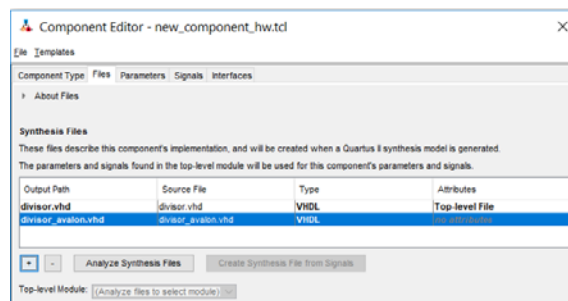 Component Editor - new_component_hw.tcl
File Templates
Component Type Files Parameters Signals Interfaces
About Files
Synthesis Files
These files describe this component's implementation, and will be created when a Quartus II synthesis model is generated.
The parameters and signals found in the top-level module will be used for this component's parameters and signals.
Output Path Source File Type Attributes
divisor.vhd divisor.vhd VHDL Top-level File
divisor_avalon.vhd divisor_avalon.vhd VHDL no attributes
+ - Analyze Synthesis Files Create Synthesis File from Signals
Top-level Module: (Analyze files to select module)